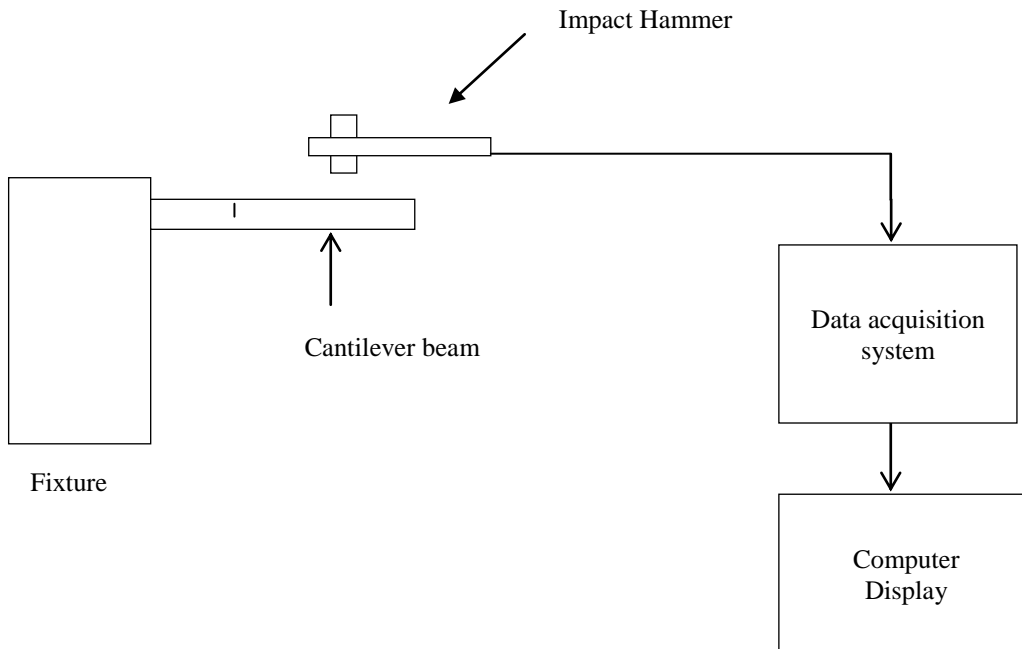 Impact Hammer
Cantilever beam
Data acquisition
system
Fixture
Computer
Display